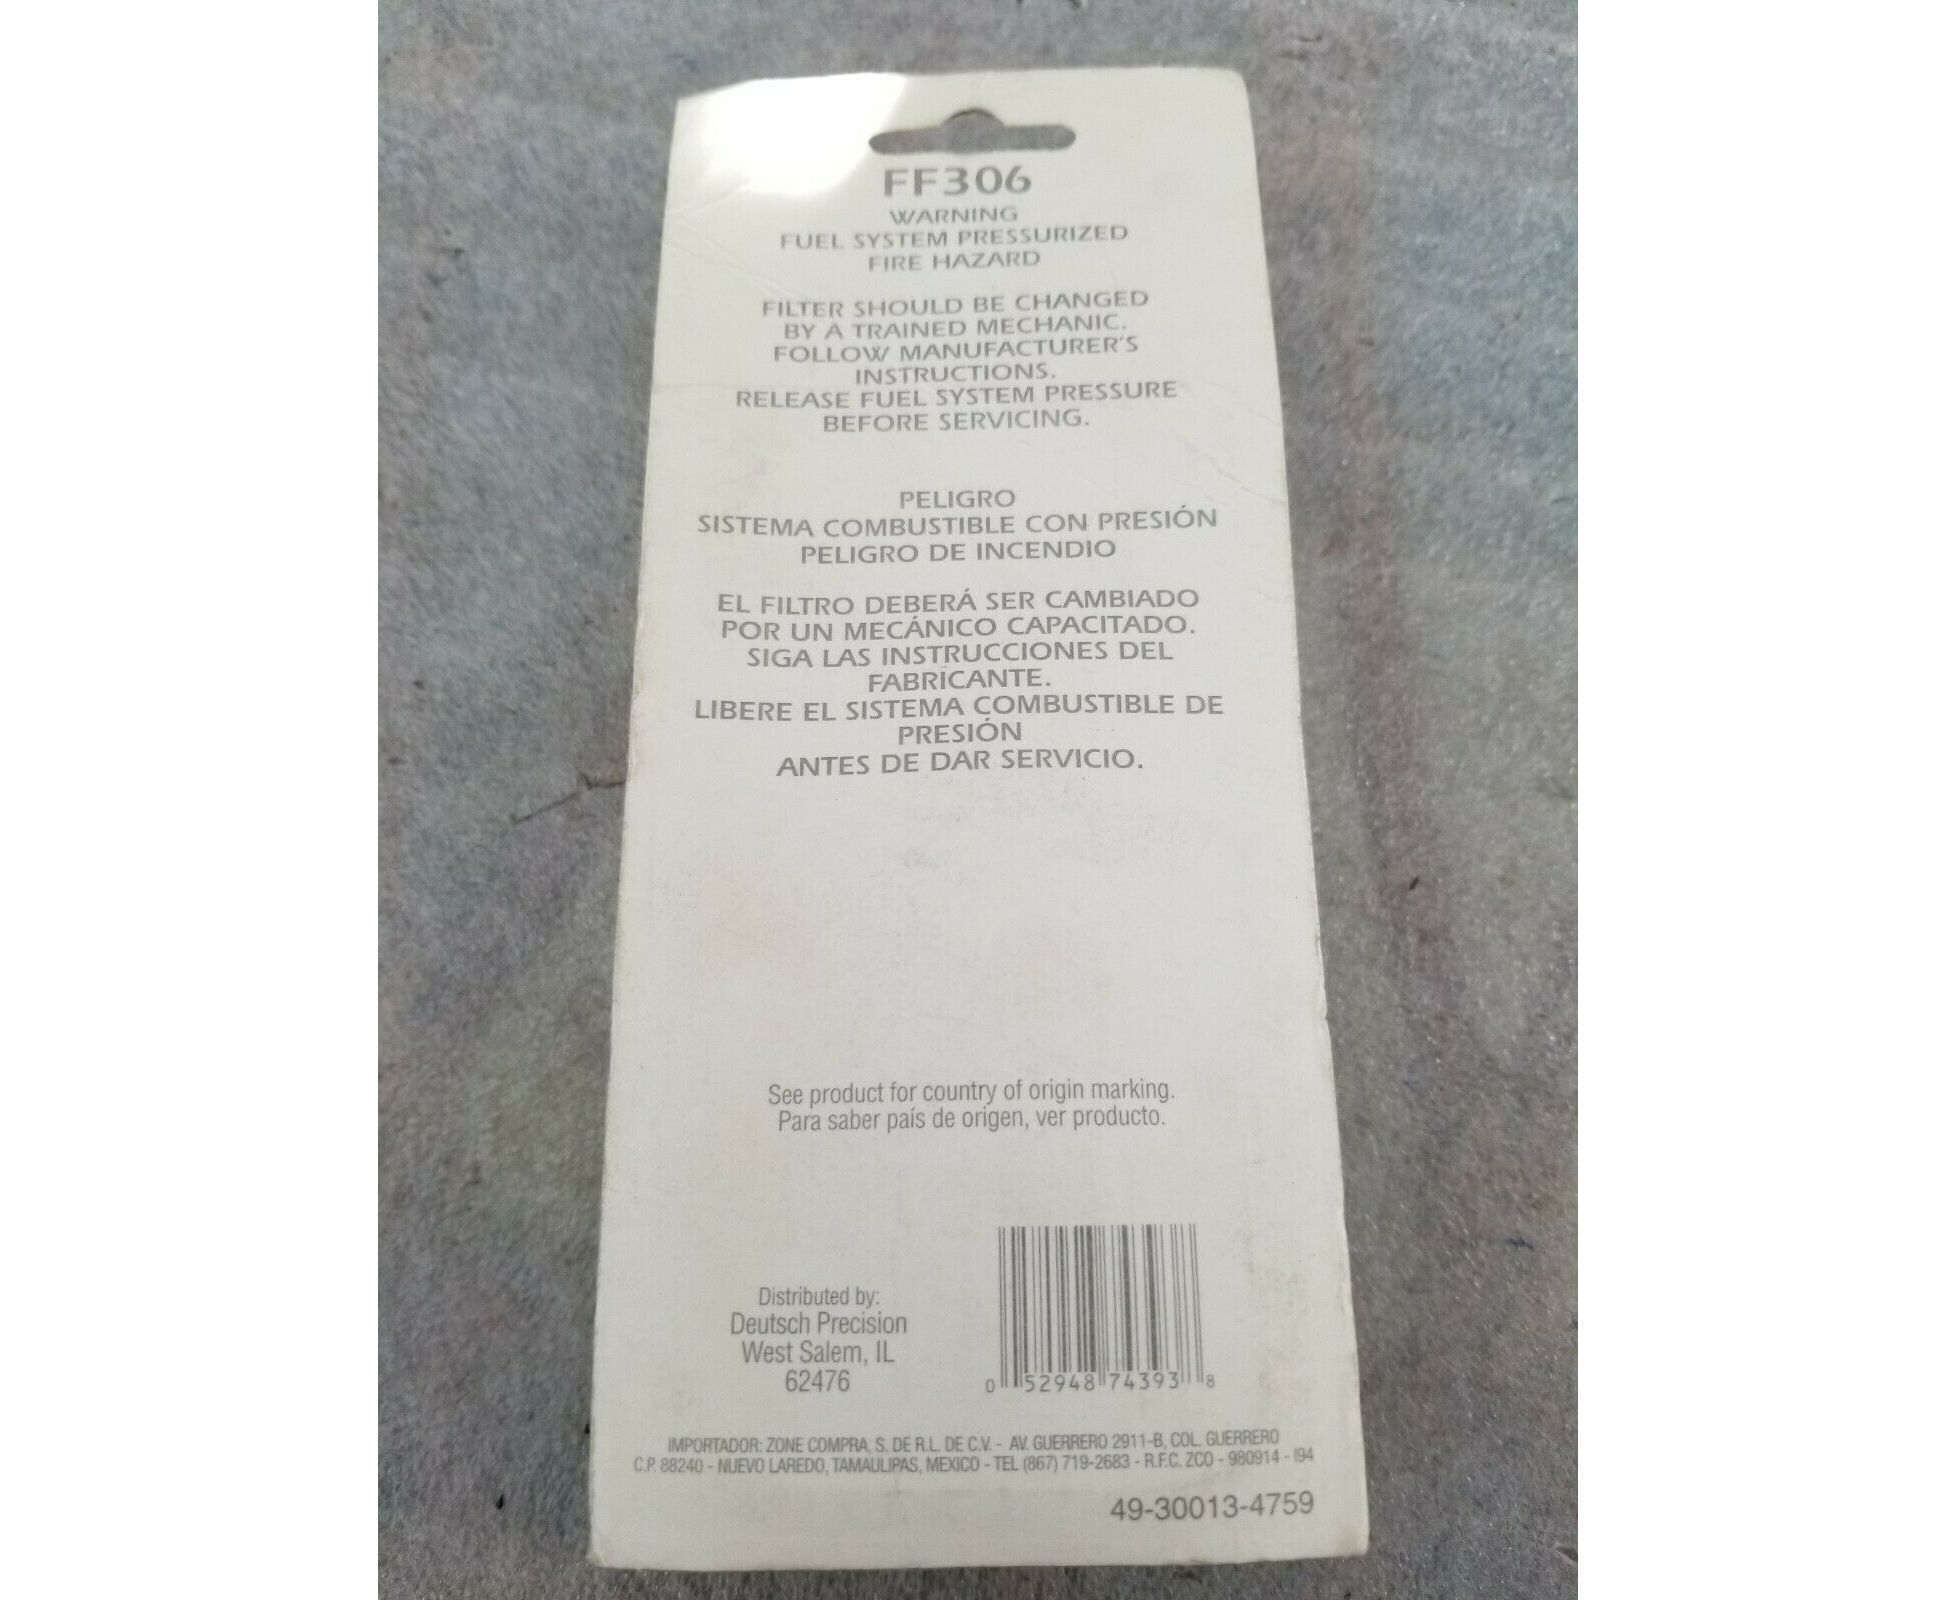 FF306
WARNING
FUEL SYSTEM PRESSURIZED
FIRE HAZARD
FILTER SHOULD BE CHANGED
BY A TRAINED MECHANIC.
FOLLOW MANUFACTURER'S
INSTRUCTIONS.
RELEASE FUEL SYSTEM PRESSURE
BEFORE SERVICING.
PELIGRO
SISTEMA COMBUSTIBLE CON PRESIÓN
PELIGRO DE INCENDIO
EL FILTRO DEBERÁ SER CAMBIADO
POR UN MECÁNICO CAPACITADO.
SIGA LAS INSTRUCCIONES DEL
FABRICANTE.
LIBERE EL SISTEMA COMBUSTIBLE DE
PRESIÓN
ANTES DE DAR SERVICIO.
See product for country of origin marking.
Para saber país de origen, ver producto.
Distributed by:
Deutsch Precision
West Salem, IL
62476
0 52948 74393 8
IMPORTADOR: ZONE COMPRA, S. DE R.L. DE C.V. - AV. GUERRERO 2911-B, COL. GUERRERO
C.P. 88240 - NUEVO LAREDO, TAMAULIPAS, MEXICO - TEL (867) 719-2683 - R.F.C. ZCO - 980914 - I94
49-30013-4759